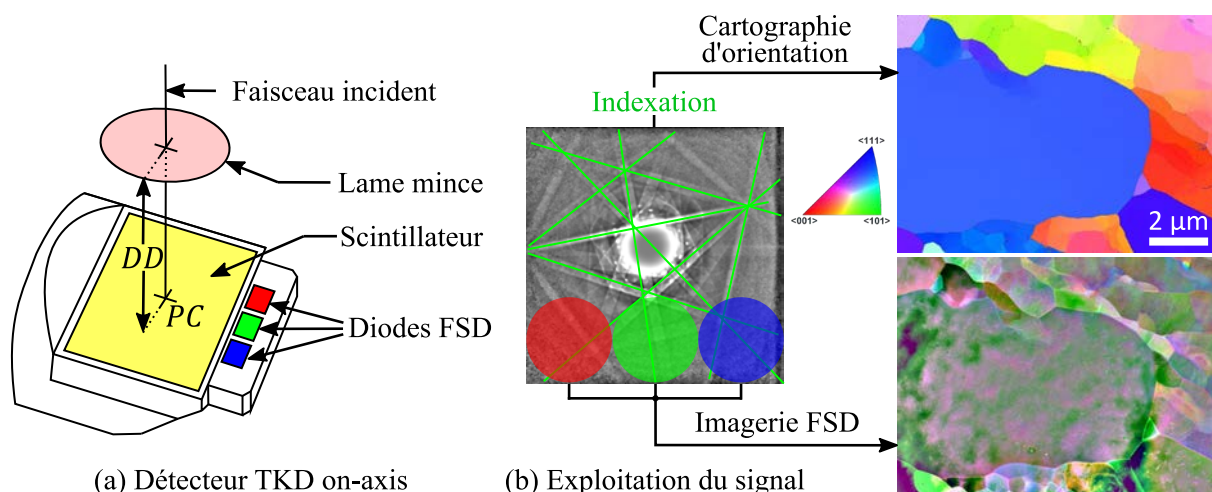 Faisceau incident
Lame mince
Scintillateur
DD
PC
Diodes FSD
(a) Détecteur TKD on-axis
Cartographie
d'orientation
Indexation
<111>
<001>
<101>
2 µm
Imagerie FSD
(b) Exploitation du signal